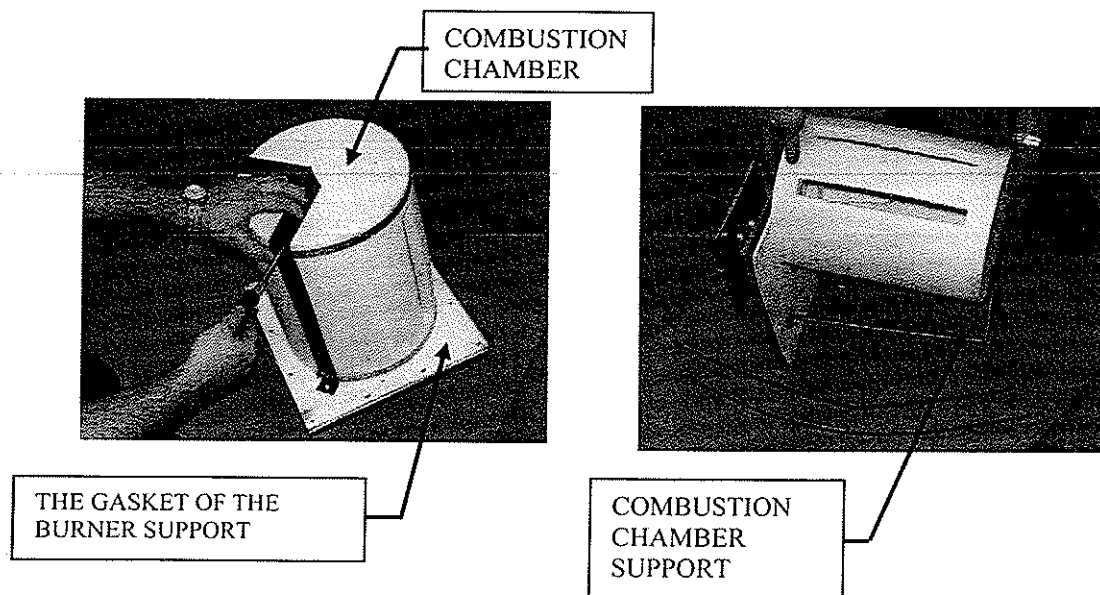 COMBUSTION
CHAMBER
THE GASKET OF THE
BURNER SUPPORT
COMBUSTION
CHAMBER
SUPPORT